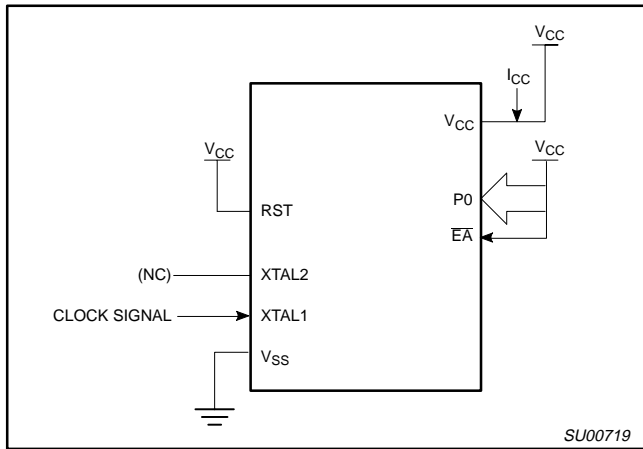 VCC
ICC
VCC
VCC
VCC
P0
RST
EA
(NC)
XTAL2
CLOCK SIGNAL
XTAL1
VSS
SU00719